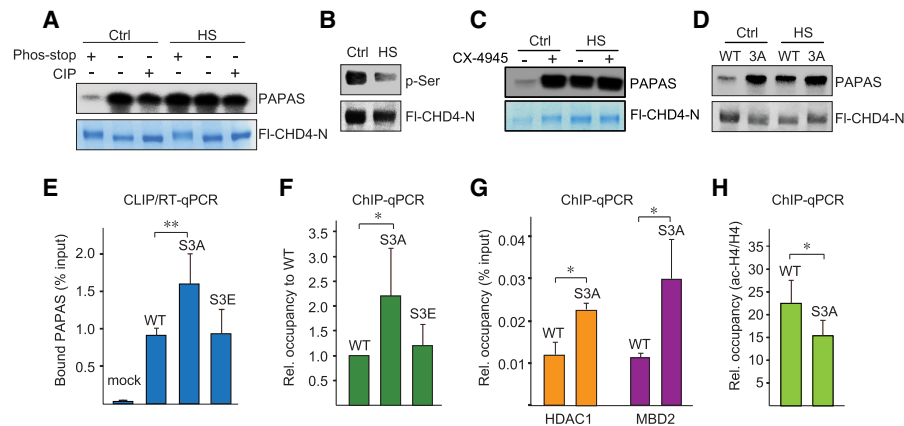 A
Ctrl HS
Phos-stop + - - + - -
CIP - - + - - +
PAPAS
Fl-CHD4-N
B
Ctrl HS
p-Ser
Fl-CHD4-N
C
Ctrl HS
CX-4945 - + - +
PAPAS
Fl-CHD4-N
D
Ctrl HS
WT 3A WT 3A
PAPAS
Fl-CHD4-N
E
CLIP/RT-qPCR
Bound PAPAS (% input)
2.0
1.5
1.0
0.5
mock
WT
**
S3A
S3E
F
ChIP-qPCR
Rel. occupancy to WT
3.5
3.0
2.5
2.0
1.5
1.0
0.5
WT
*
S3A
S3E
G
ChIP-qPCR
Rel. occupancy (% input)
0.04
0.03
0.02
0.01
WT
*
S3A
WT
*
S3A
HDAC1 MBD2
H
ChIP-qPCR
Rel. occupancy (ac-H4/H4)
35
30
25
20
15
10
5
WT
*
S3A